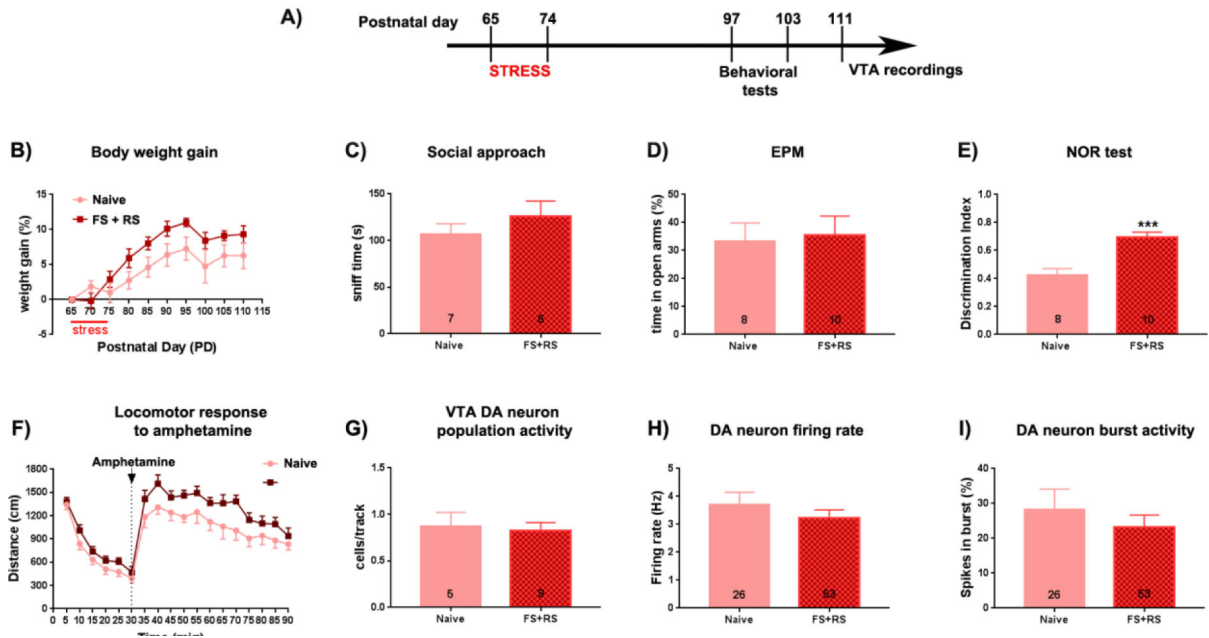 A)
Postnatal day 65 74 97 103 111
STRESS
Behavioral
tests
VTA recordings
B) Body weight gain
weight gain (%)
15
10
5
0
-5
Naive
FS + RS
65 70 75 80 85 90 95 100 105 110 115
stress
Postnatal Day (PD)
C) Social approach
sniff time (s)
150
100
50
0
7
Naive FS+RS
D) EPM
time in open arms (%)
50
40
30
20
10
0
8 10
Naive FS+RS
E) NOR test
Discrimination Index
1.0
0.8
0.6
0.4
0.2
0.0
***
8 10
Naive FS+RS
F) Locomotor response
to amphetamine
Distance (cm)
1800
1500
1200
900
600
300
0
Amphetamine
Naive
0 5 10 15 20 25 30 35 40 45 50 55 60 65 70 75 80 85 90
Time (min)
G) VTA DA neuron
population activity
cells/track
1.5
1.0
0.5
0.0
5 9
Naive FS+RS
H) DA neuron firing rate
Firing rate (Hz)
5
4
3
2
1
0
26 53
Naive FS+RS
I) DA neuron burst activity
Spikes in burst (%)
40
30
20
10
0
26 53
Naive FS+RS